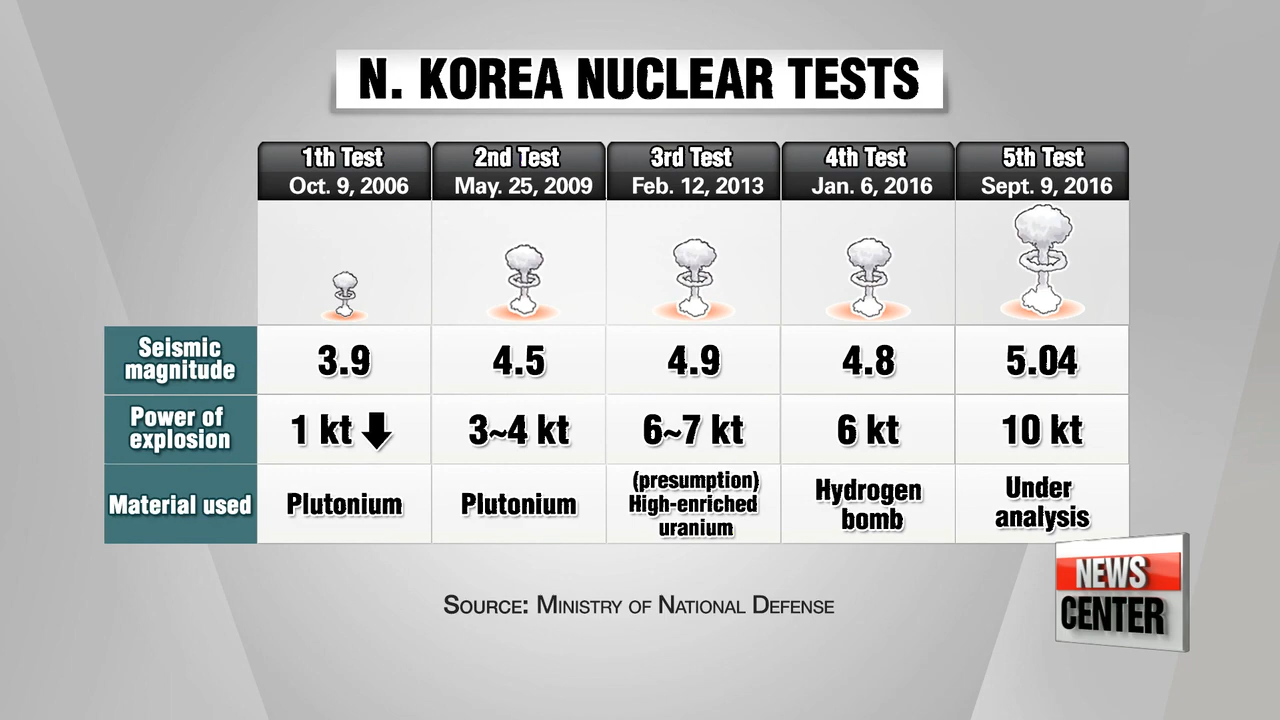 N. KOREA NUCLEAR TESTS
1th Test
Oct. 9, 2006
2nd Test
May. 25, 2009
3rd Test
Feb. 12, 2013
4th Test
Jan. 6, 2016
5th Test
Sept. 9, 2016
Seismic
magnitude
3.9
4.5
4.9
4.8
5.04
Power of
explosion
1 kt ⬇
3~4 kt
6~7 kt
6 kt
10 kt
Material used
Plutonium
Plutonium
(presumption)
High-enriched
uranium
Hydrogen
bomb
Under
analysis
SOURCE: MINISTRY OF NATIONAL DEFENSE
NEWS
CENTER